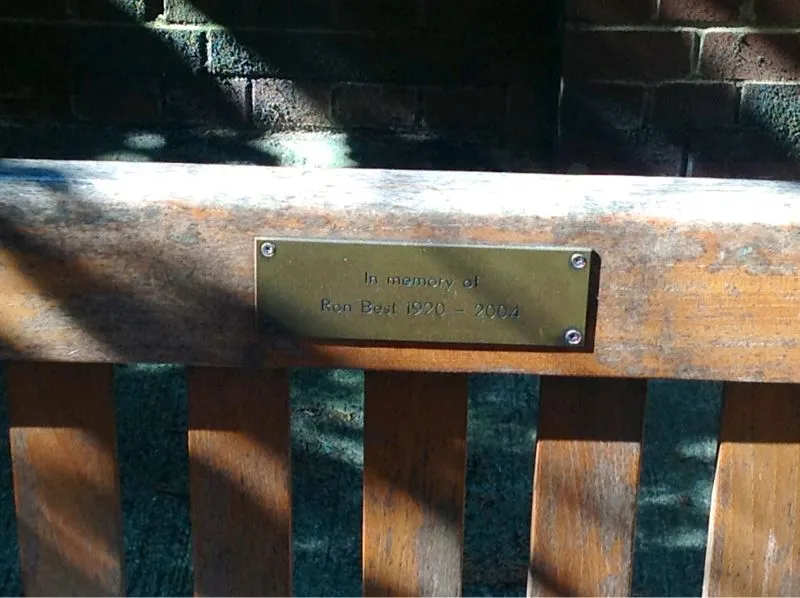 In memory of
Ron Best 1920 - 2004